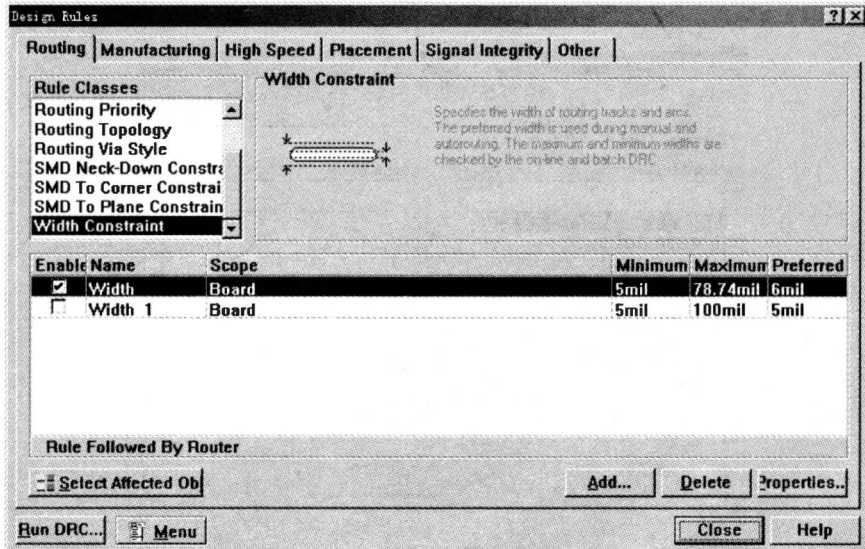 Design Rules
Routing Manufacturing High Speed Placement Signal Integrity Other
Rule Classes
Routing Priority
Routing Topology
Routing Via Style
SMD Neck-Down Constra
SMD To Corner Constrai
SMD To Plane Constrain
Width Constraint
Width Constraint
Specifies the width of routing tracks and arcs.
The preferred width is used during manual and
autorouting. The maximum and minimum widths are
checked by the on-line and batch DRC
Enable Name Scope Minimum Maximum Preferred
Width Board 5mil 78.74mil 6mil
Width_1 Board 5mil 100mil 5mil
Rule Followed By Router
Select Affected Ob Add... Delete Properties..
Run DRC... Menu Close Help